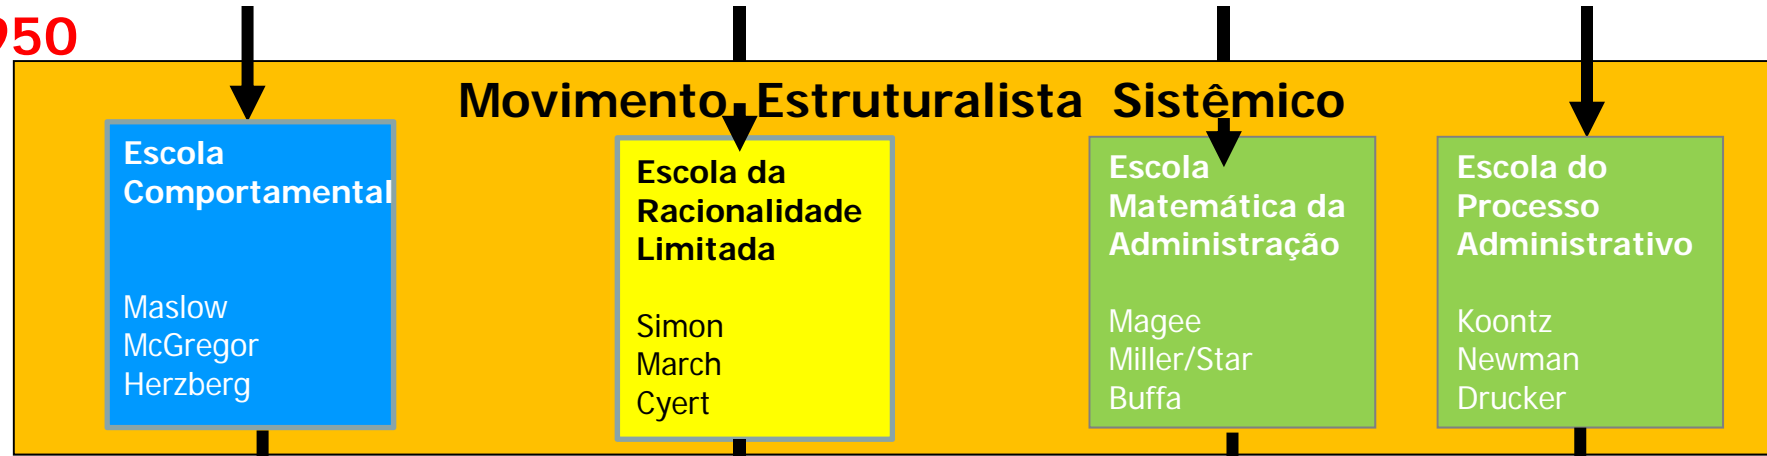 950
Movimento Estruturalista Sistêmico
Escola
Comportamental
Maslow
McGregor
Herzberg
Escola da
Racionalidade
Limitada
Simon
March
Cyert
Escola
Matemática da
Administração
Magee
Miller/Star
Buffa
Escola do
Processo
Administrativo
Koontz
Newman
Drucker